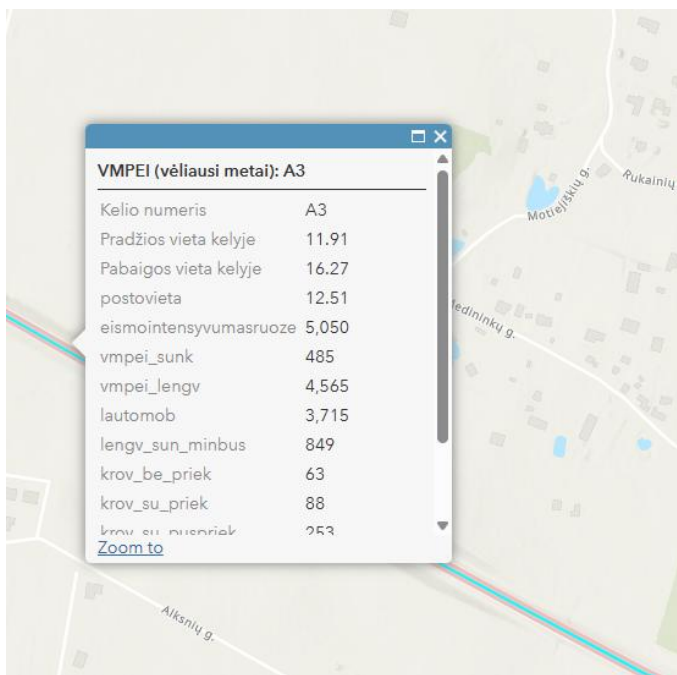 VMPEI (vėliausi metai): A3
Kelio numeris A3
Pradžios vieta kelyje 11.91
Pabaigos vieta kelyje 16.27
postovieta 12.51
eismointensyvumasruoze 5,050
vmpei_sunk 485
vmpei_lengv 4,565
lautomob 3,715
lengv_sun_minbus 849
krov_be_priek 63
krov_su_priek 88
krov_su_puspriek 253
Zoom to
Rukainių
Motiejiškių g.
Medininkų g.
Alksnių g.